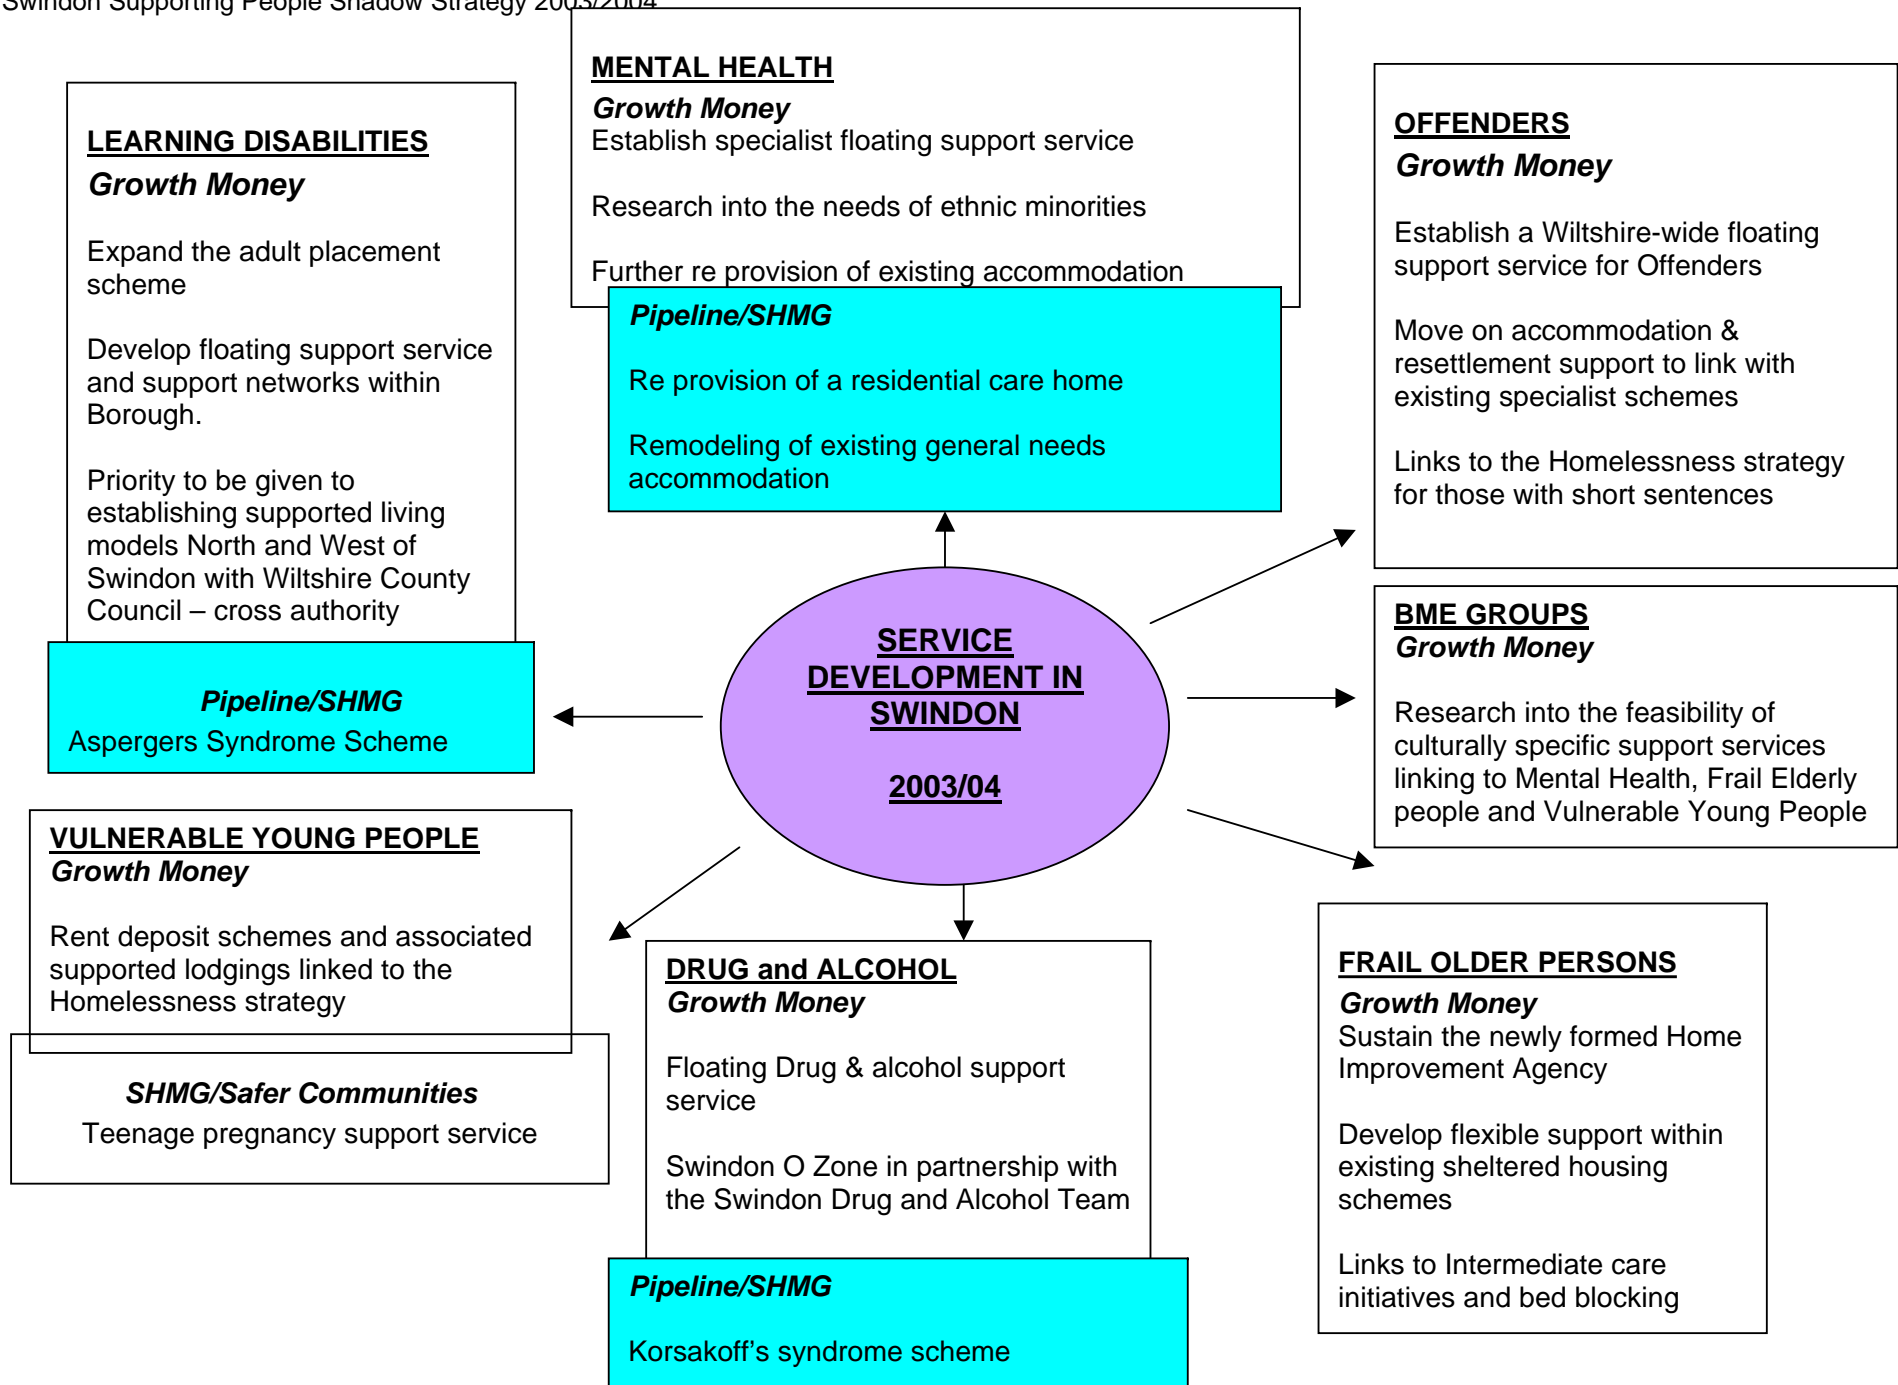 Swindon Supporting People Shadow Strategy 2003/2004
MENTAL HEALTH
Growth Money
Establish specialist floating support service
Research into the needs of ethnic minorities
Further re provision of existing accommodation
Pipeline/SHMG
Re provision of a residential care home
Remodeling of existing general needs
accommodation
LEARNING DISABILITIES
Growth Money
Expand the adult placement
scheme
Develop floating support service
and support networks within
Borough.
Priority to be given to
establishing supported living
models North and West of
Swindon with Wiltshire County
Council – cross authority
Pipeline/SHMG
Aspergers Syndrome Scheme
OFFENDERS
Growth Money
Establish a Wiltshire-wide floating
support service for Offenders
Move on accommodation &
resettlement support to link with
existing specialist schemes
Links to the Homelessness strategy
for those with short sentences
SERVICE
DEVELOPMENT IN
SWINDON
2003/04
BME GROUPS
Growth Money
Research into the feasibility of
culturally specific support services
linking to Mental Health, Frail Elderly
people and Vulnerable Young People
VULNERABLE YOUNG PEOPLE
Growth Money
Rent deposit schemes and associated
supported lodgings linked to the
Homelessness strategy
SHMG/Safer Communities
Teenage pregnancy support service
DRUG and ALCOHOL
Growth Money
Floating Drug & alcohol support
service
Swindon O Zone in partnership with
the Swindon Drug and Alcohol Team
Pipeline/SHMG
Korsakoff's syndrome scheme
FRAIL OLDER PERSONS
Growth Money
Sustain the newly formed Home
Improvement Agency
Develop flexible support within
existing sheltered housing
schemes
Links to Intermediate care
initiatives and bed blocking